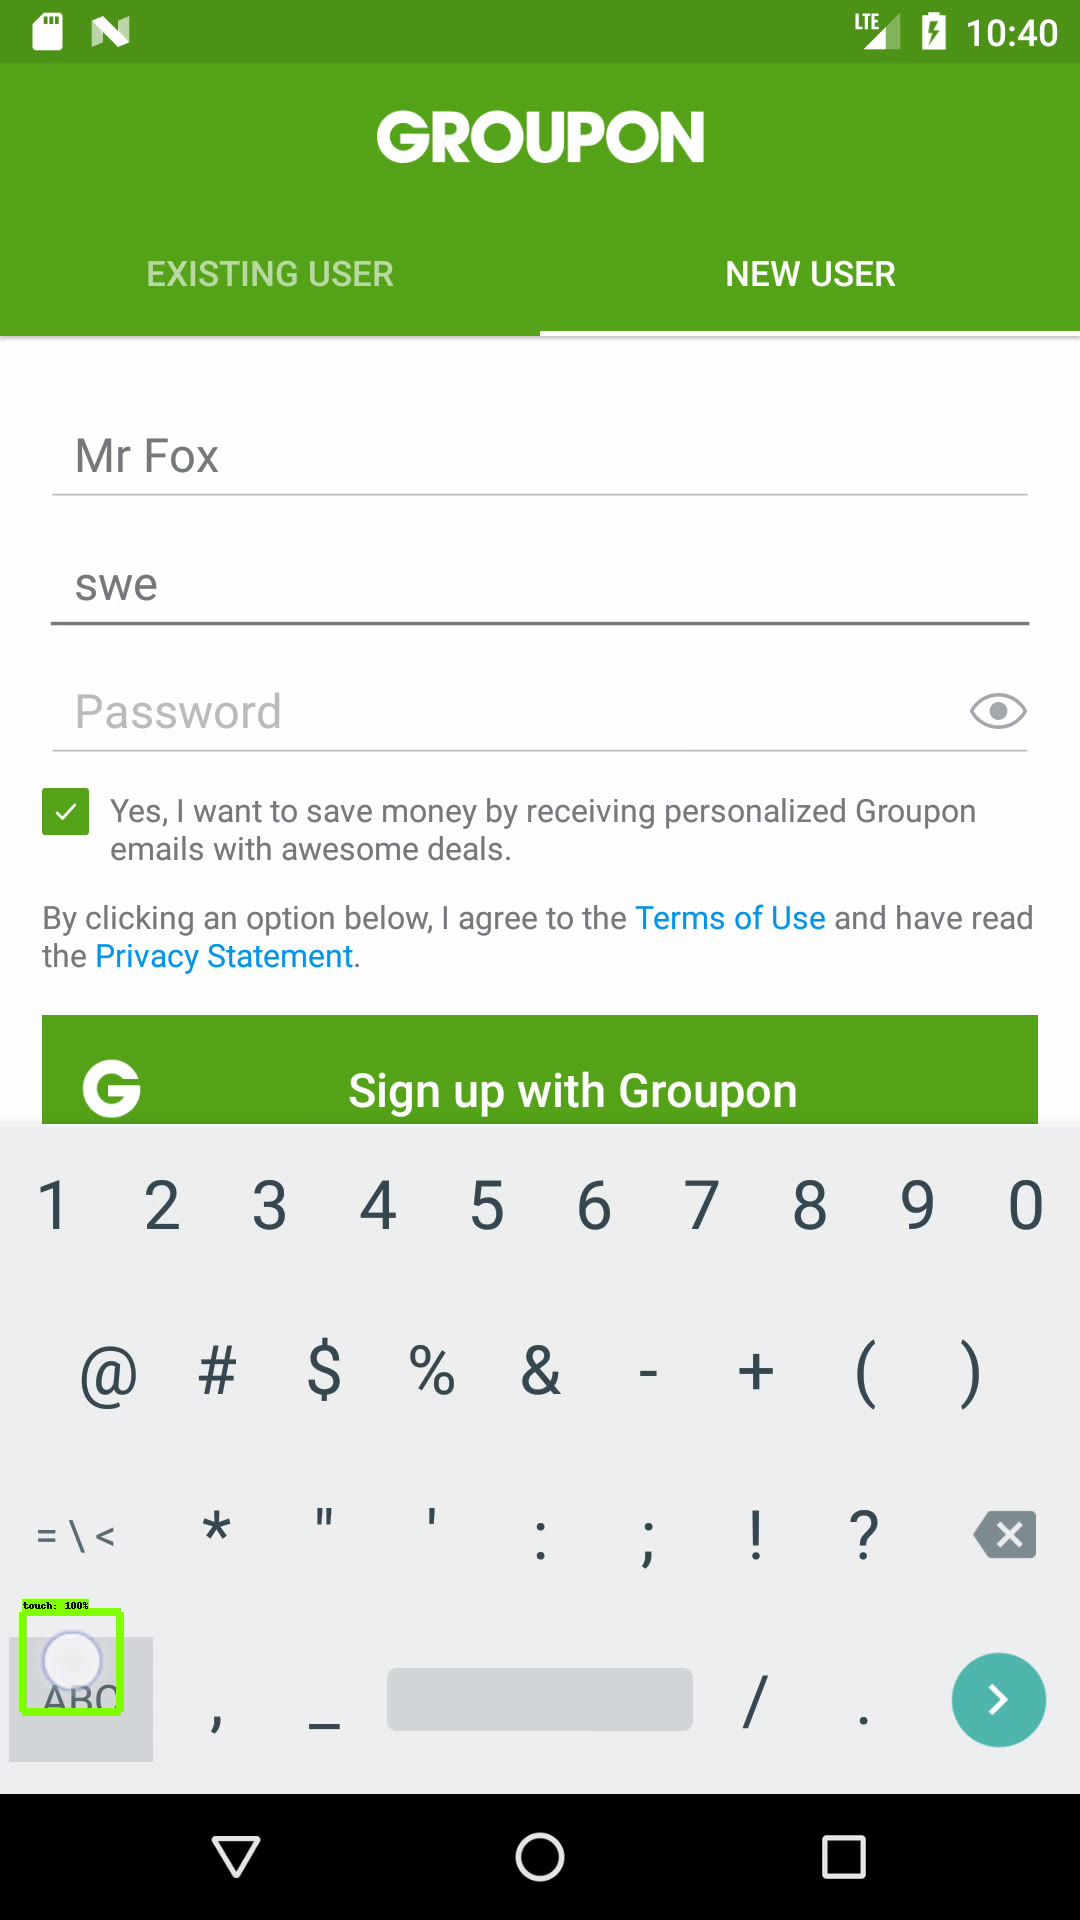 LTE 10:40
GROUPON
EXISTING USER NEW USER
Mr Fox
swe
Password
Yes, I want to save money by receiving personalized Groupon
emails with awesome deals.
By clicking an option below, I agree to the Terms of Use and have read
the Privacy Statement.
G Sign up with Groupon
1 2 3 4 5 6 7 8 9 0
@ # $ % & - + ( )
= \ < * " ' : ; ! ?
touch: 100%
ABC , _ / .